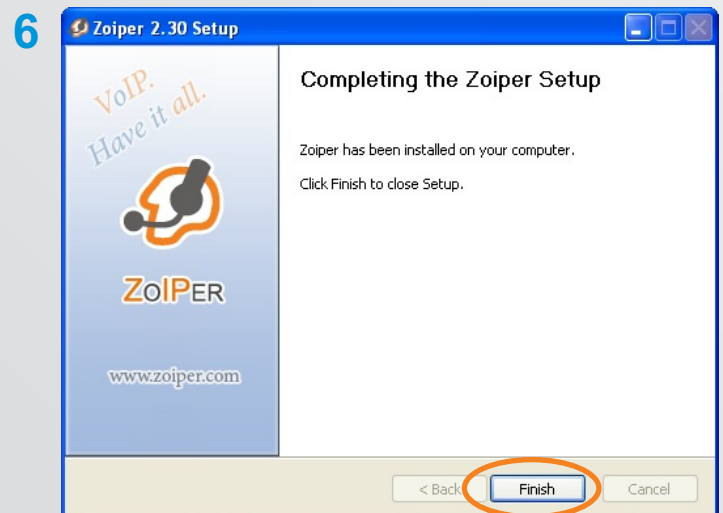 6
Zoiper 2.30 Setup
VoIP.
Have it all.
ZOIPER
www.zoiper.com
Completing the Zoiper Setup
Zoiper has been installed on your computer.
Click Finish to close Setup.
< Back Finish Cancel